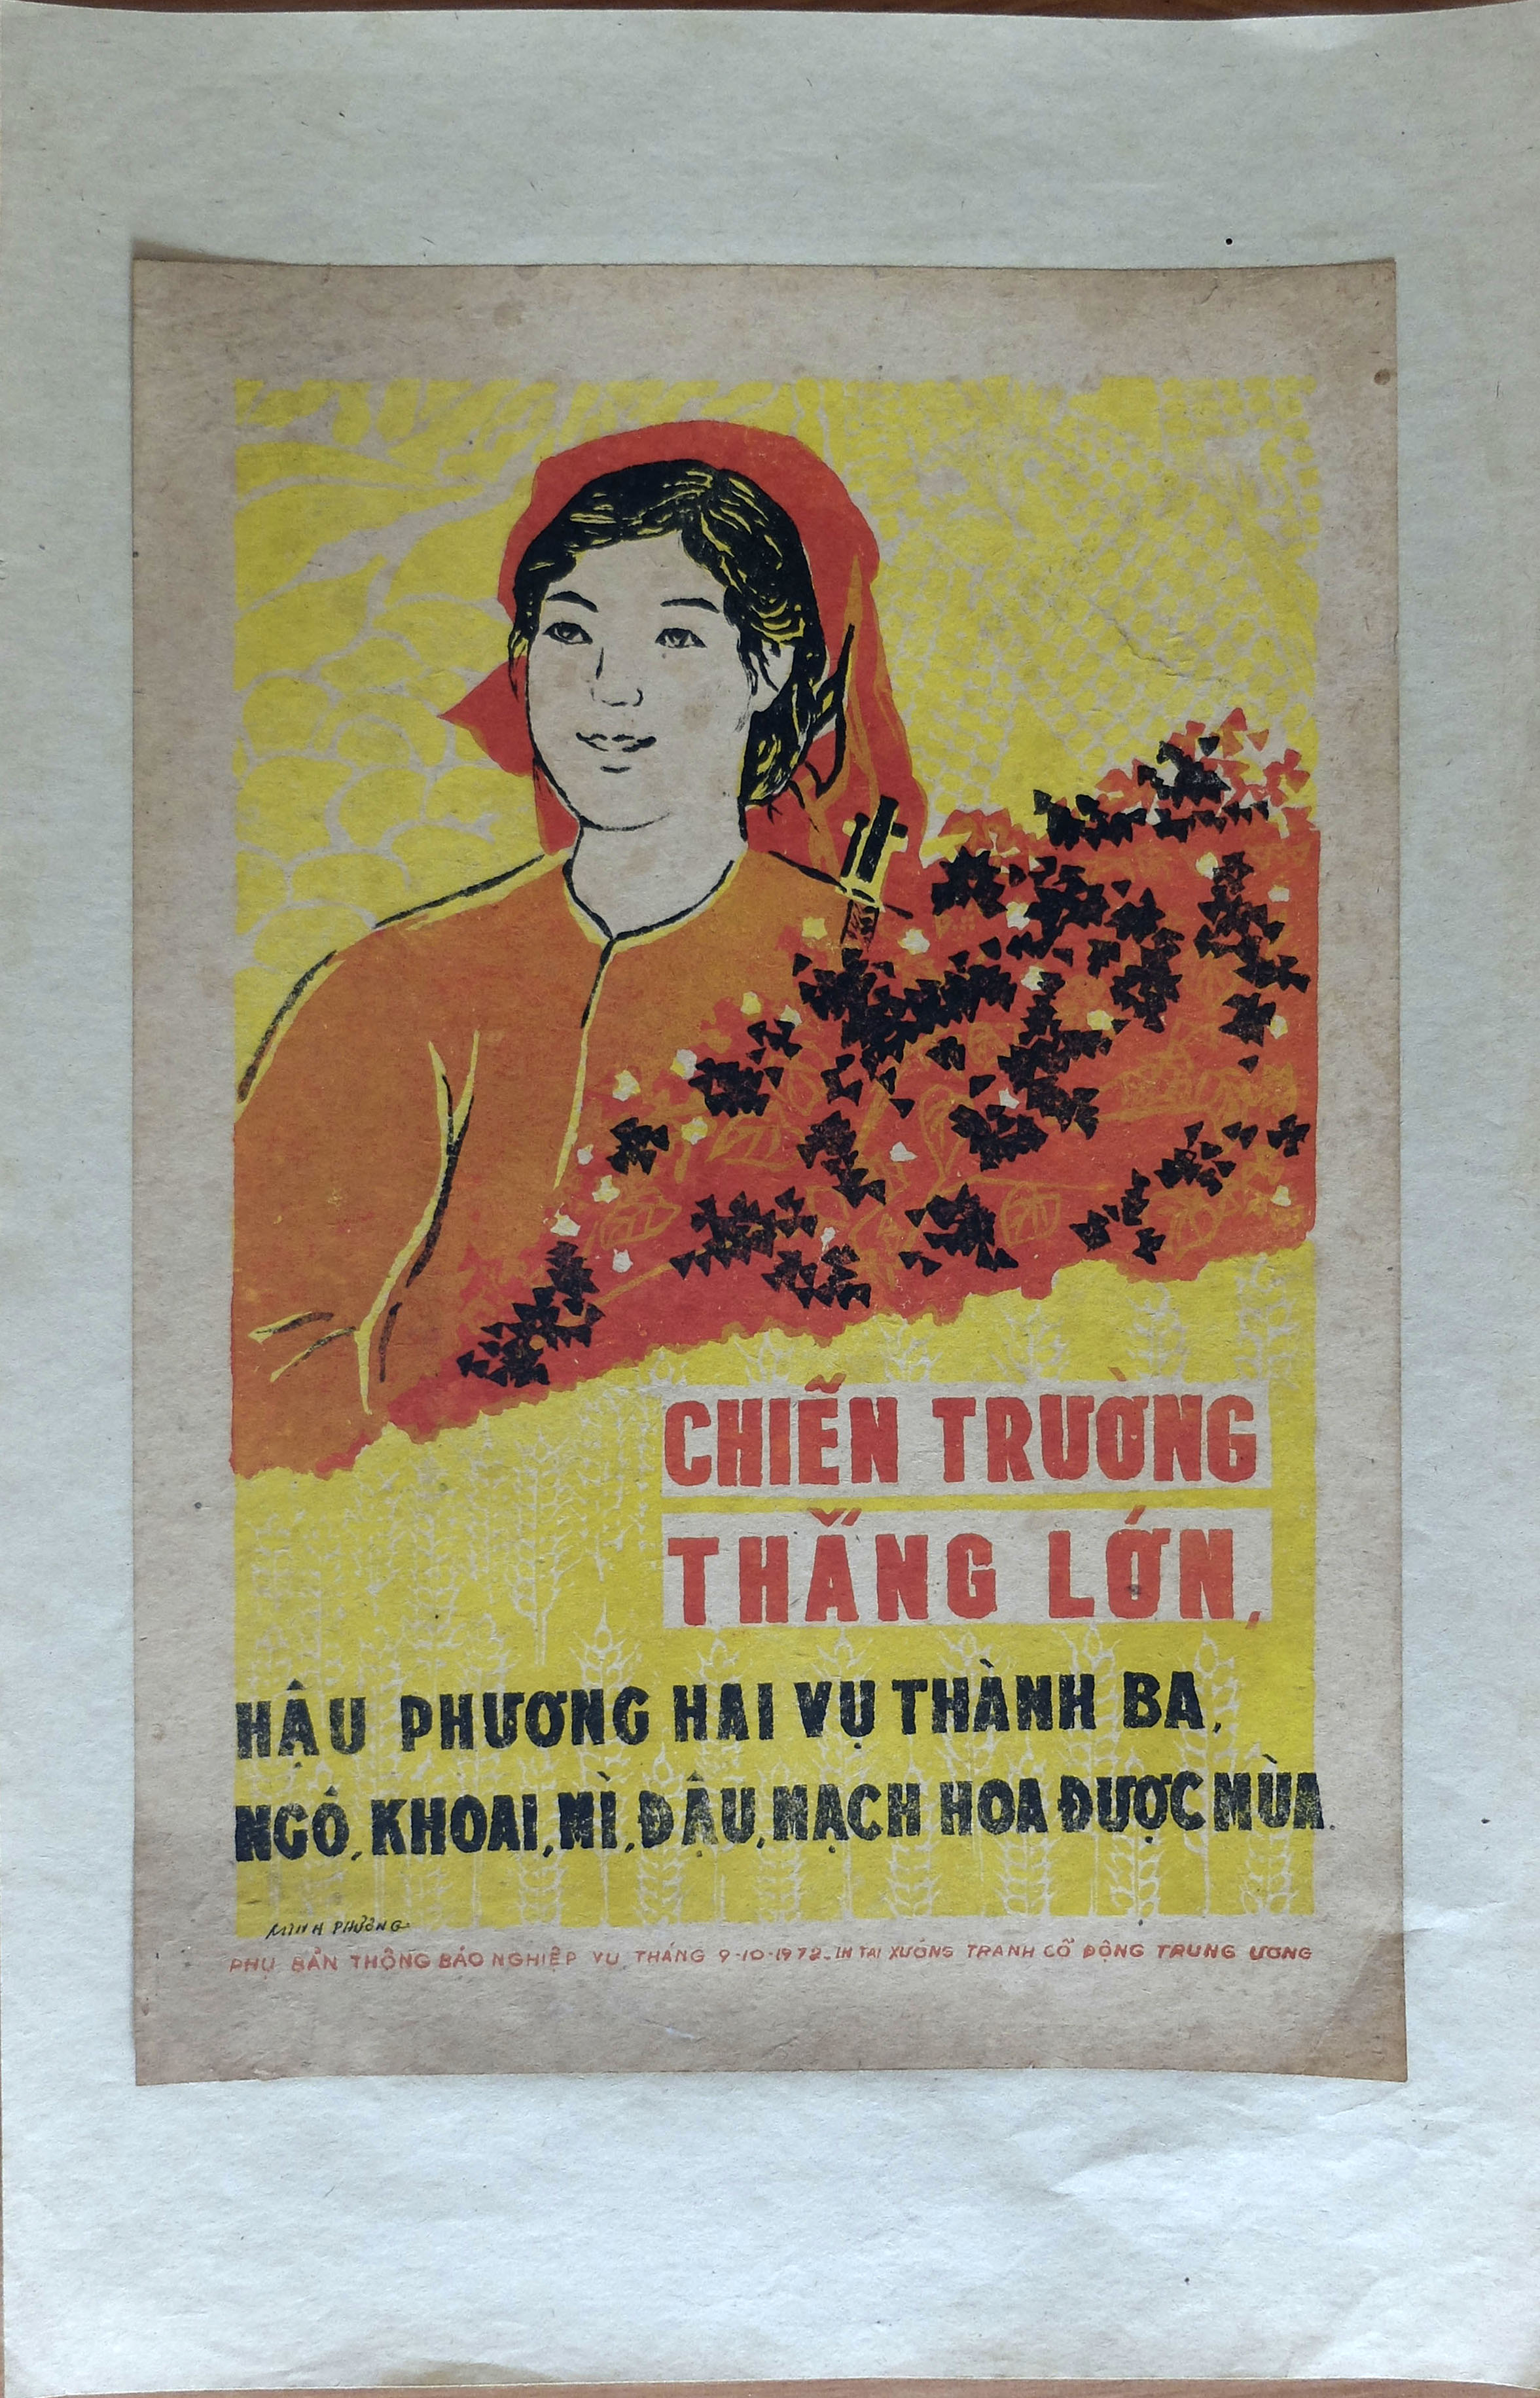 CHIẾN TRƯỜNG
THẮNG LỚN,
HẬU PHƯƠNG HAI VỤ THÀNH BA,
NGÔ, KHOAI, MÌ, ĐẬU, MẠCH HOA ĐƯỢC MÙA.
MINH PHƯƠNG
PHỤ BẢN THÔNG BÁO NGHIỆP VỤ THÁNG 9-10-1972-IN TẠI XƯỞNG TRANH CỔ ĐỘNG TRUNG ƯƠNG